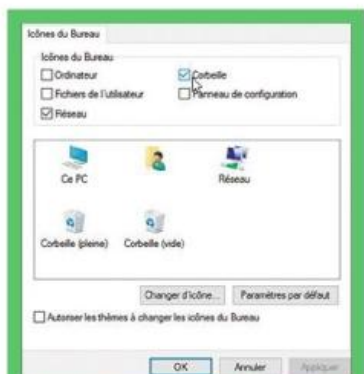 Icônes du Bureau
Icônes du Bureau
Ordinateur
Corbeille
Fichiers de l'utilisateur
Panneau de configuration
Réseau
Ce PC
Réseau
Corbeille (pleine)
Corbeille (vide)
Changer d'icône...
Paramètres par défaut
Autoriser les thèmes à changer les icônes du Bureau
OK
Annuler
Appliquer